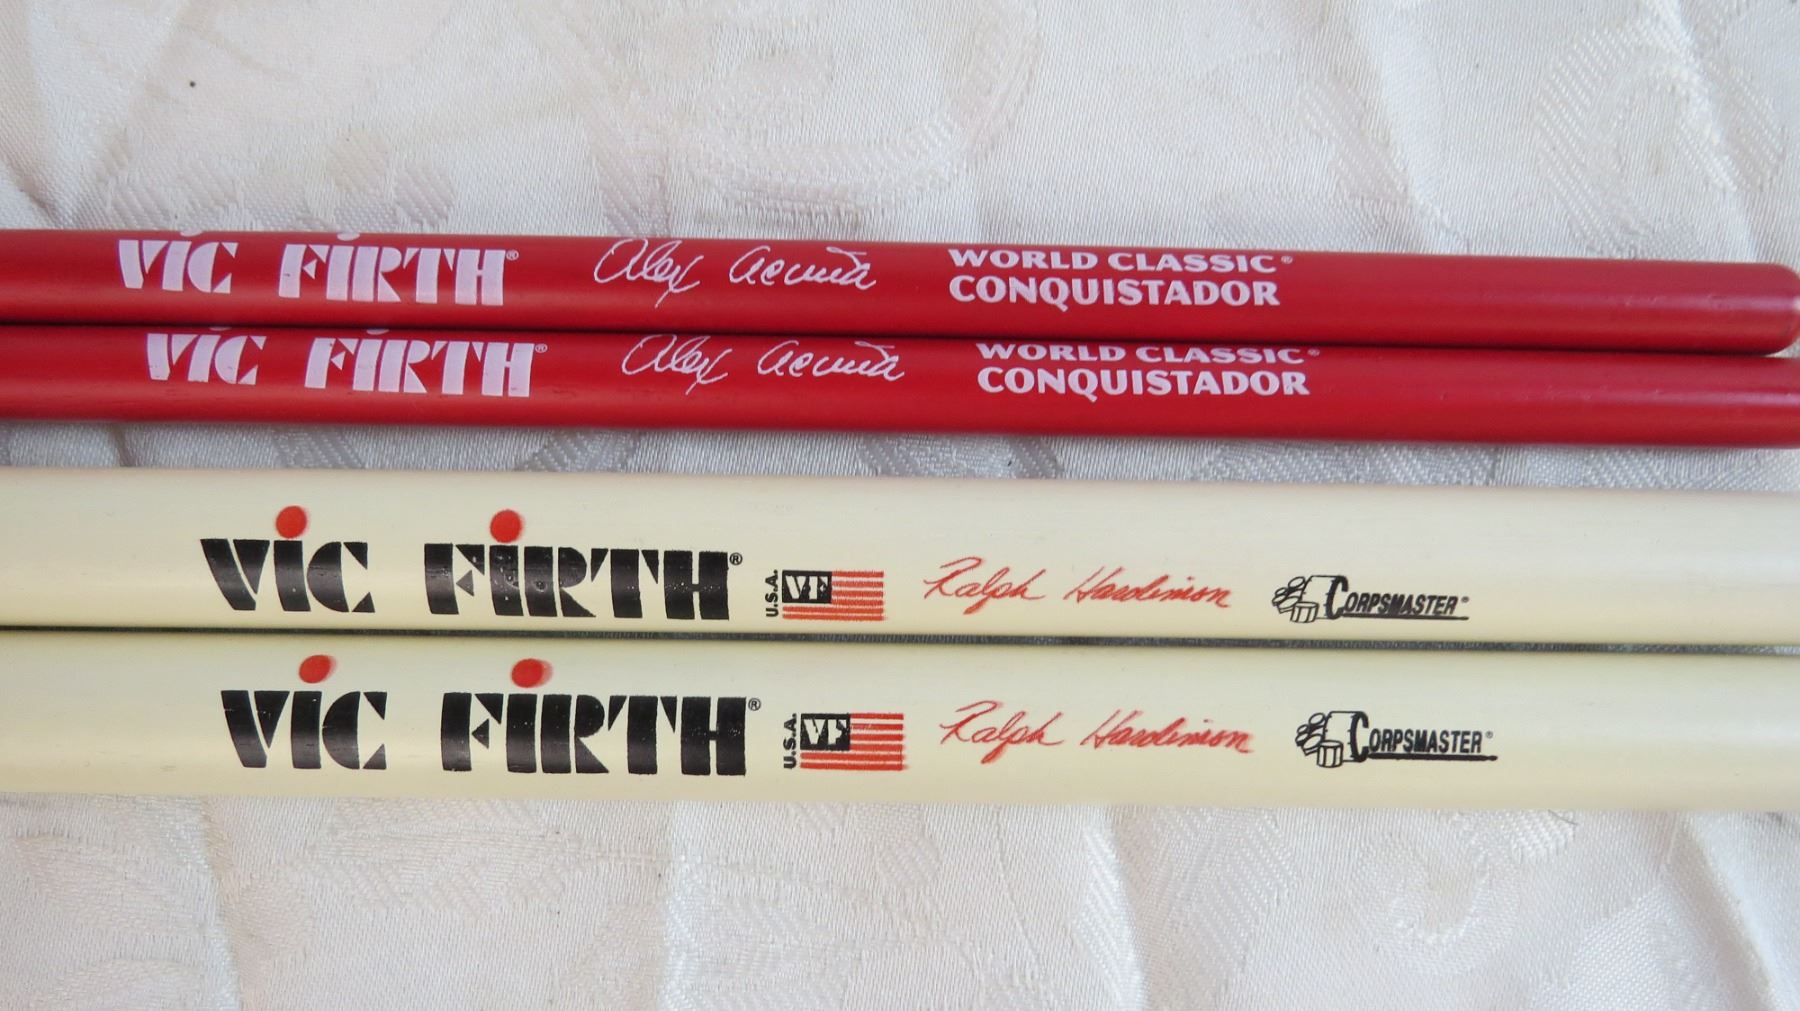 VIC FIRTH® Alex Acuña WORLD CLASSIC®
CONQUISTADOR
VIC FIRTH® Alex Acuña WORLD CLASSIC®
CONQUISTADOR
VIC FIRTH® U.S.A. VF Ralph Hardimon CORPSMASTER®
VIC FIRTH® U.S.A. VF Ralph Hardimon CORPSMASTER®